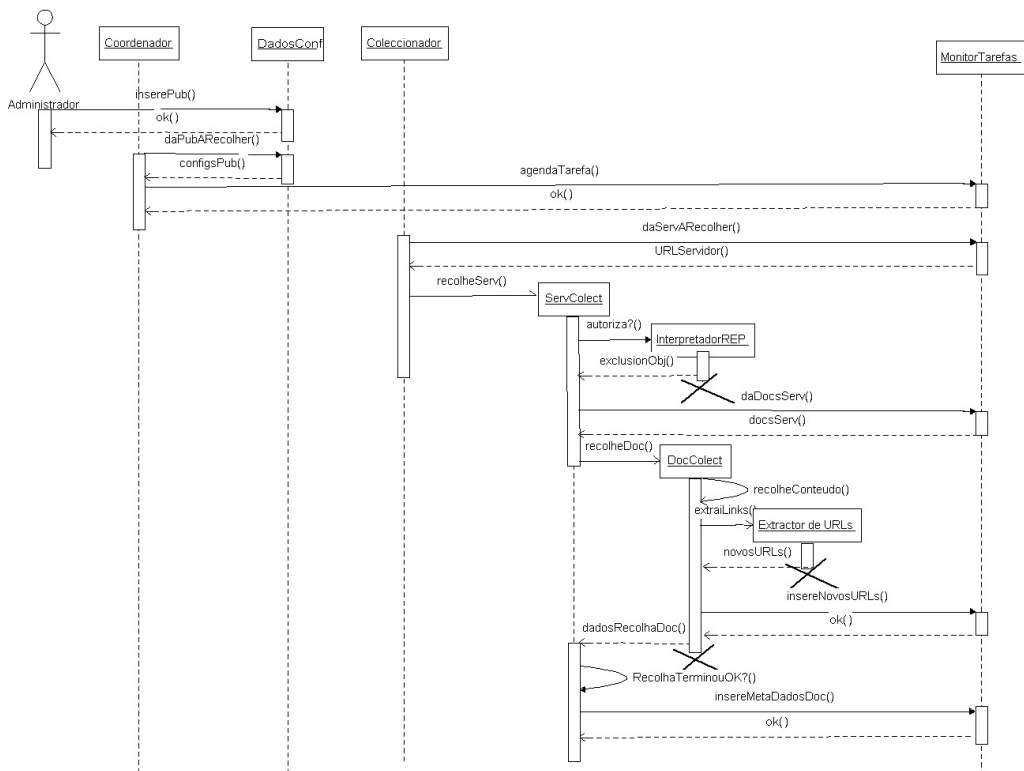 Coordenador
DadosConf
Coleccionador
MonitorTarefas
Administrador
inserePub()
ok()
daPubARecolher()
configsPub()
agendaTarefa()
ok()
daServARecolher()
URLServidor()
recolheServ()
ServColect
autoriza?()
InterpretadorREP
exclusionObj()
daDocsServ()
docsServ()
recolheDoc()
DocColect
recolheConteudo()
extraiLinks()
Extractor de URLs
novosURLs()
insereNovosURLs()
ok()
dadosRecolhaDoc()
RecolhaTerminouOK?()
insereMetaDadosDoc()
ok()